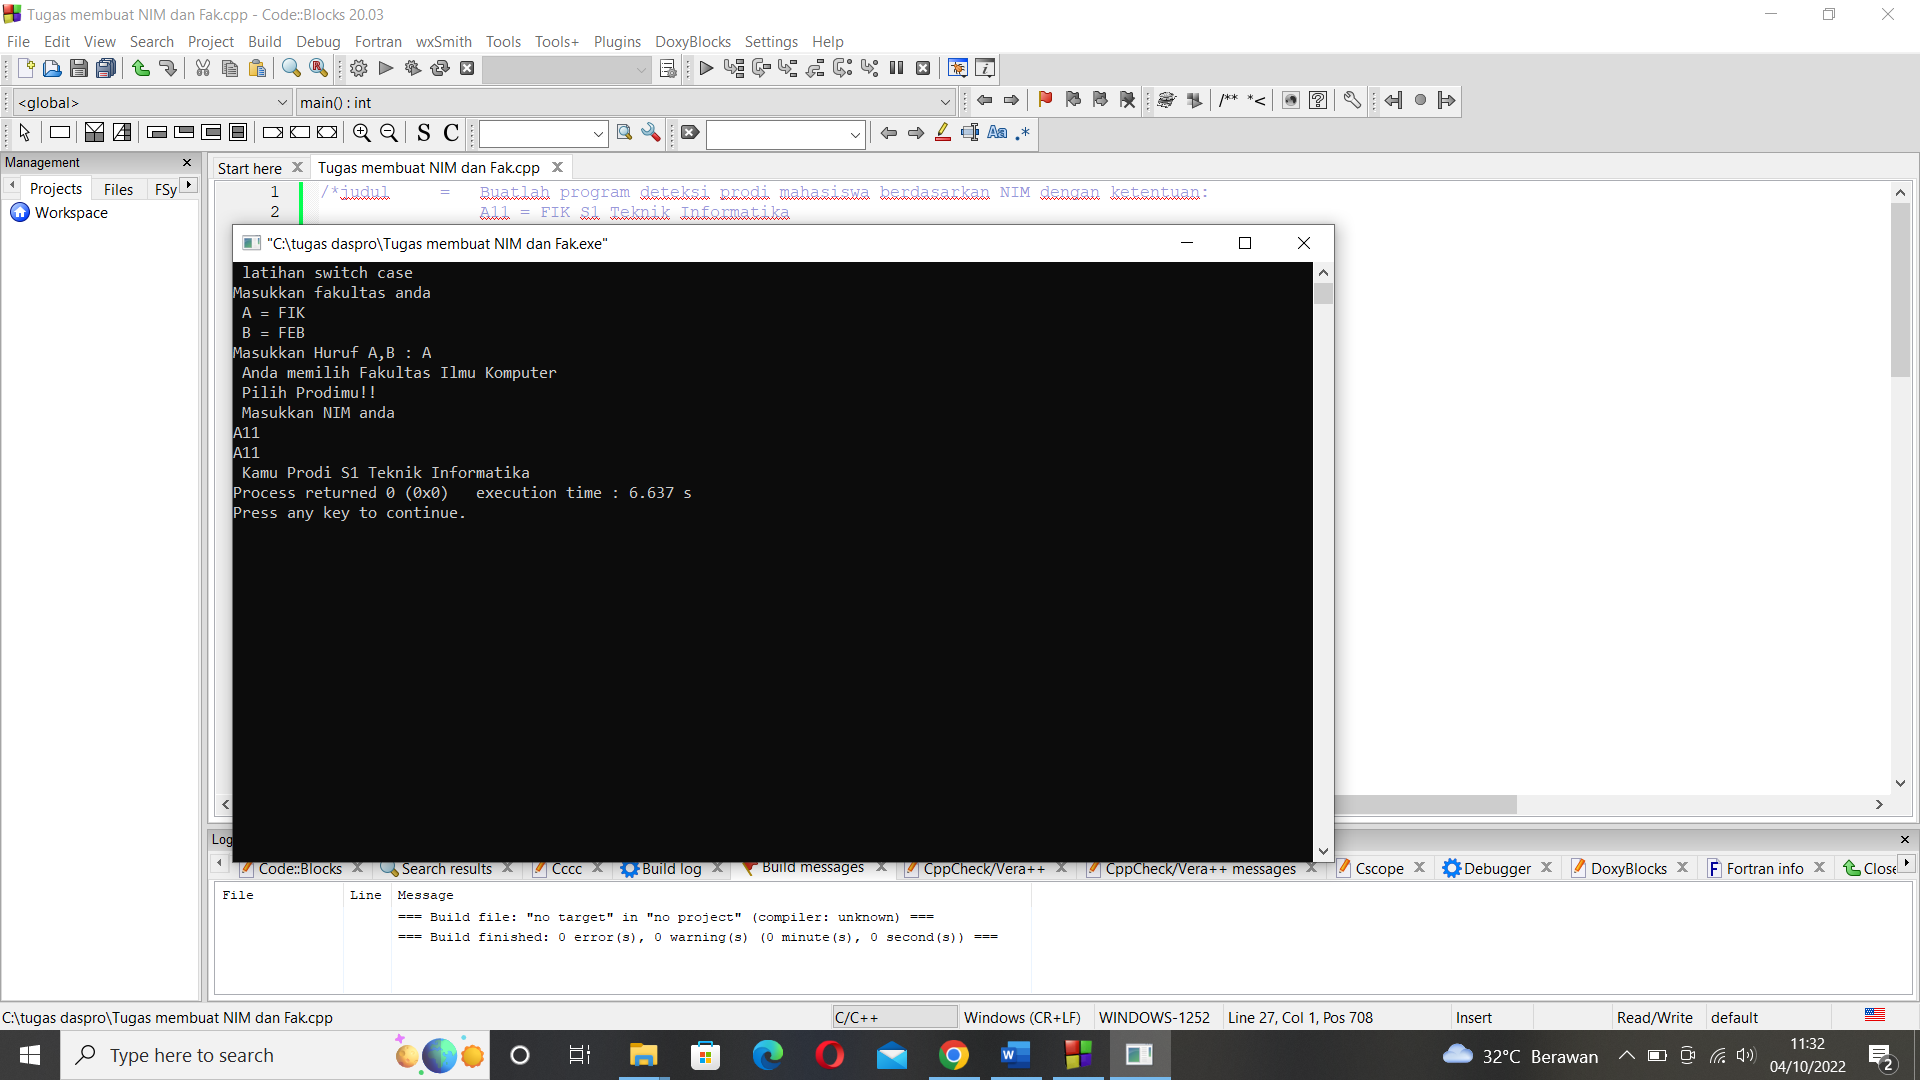 Tugas membuat NIM dan Fak.cpp - Code::Blocks 20.03
File Edit View Search Project Build Debug Fortran wxSmith Tools Tools+ Plugins DoxyBlocks Settings Help
<global> main() : int
/** *<
S C Aa .*
Management
Projects Files FSy
Workspace
Start here Tugas membuat NIM dan Fak.cpp
1 /*judul = Buatlah program deteksi prodi mahasiswa berdasarkan NIM dengan ketentuan:
2 A11 = FIK S1 Teknik Informatika
"C:\tugas daspro\Tugas membuat NIM dan Fak.exe"
latihan switch case
Masukkan fakultas anda
A = FIK
B = FEB
Masukkan Huruf A,B : A
Anda memilih Fakultas Ilmu Komputer
Pilih Prodimu!!
Masukkan NIM anda
A11
A11
Kamu Prodi S1 Teknik Informatika
Process returned 0 (0x0)   execution time : 6.637 s
Press any key to continue.
Log
Code::Blocks Search results Cccc Build log Build messages CppCheck/Vera++ CppCheck/Vera++ messages Cscope Debugger DoxyBlocks Fortran info Close
File Line Message
=== Build file: "no target" in "no project" (compiler: unknown) ===
=== Build finished: 0 error(s), 0 warning(s) (0 minute(s), 0 second(s)) ===
C:\tugas daspro\Tugas membuat NIM dan Fak.cpp C/C++ Windows (CR+LF) WINDOWS-1252 Line 27, Col 1, Pos 708 Insert Read/Write default
Type here to search
32°C Berawan
11:32
04/10/2022
2